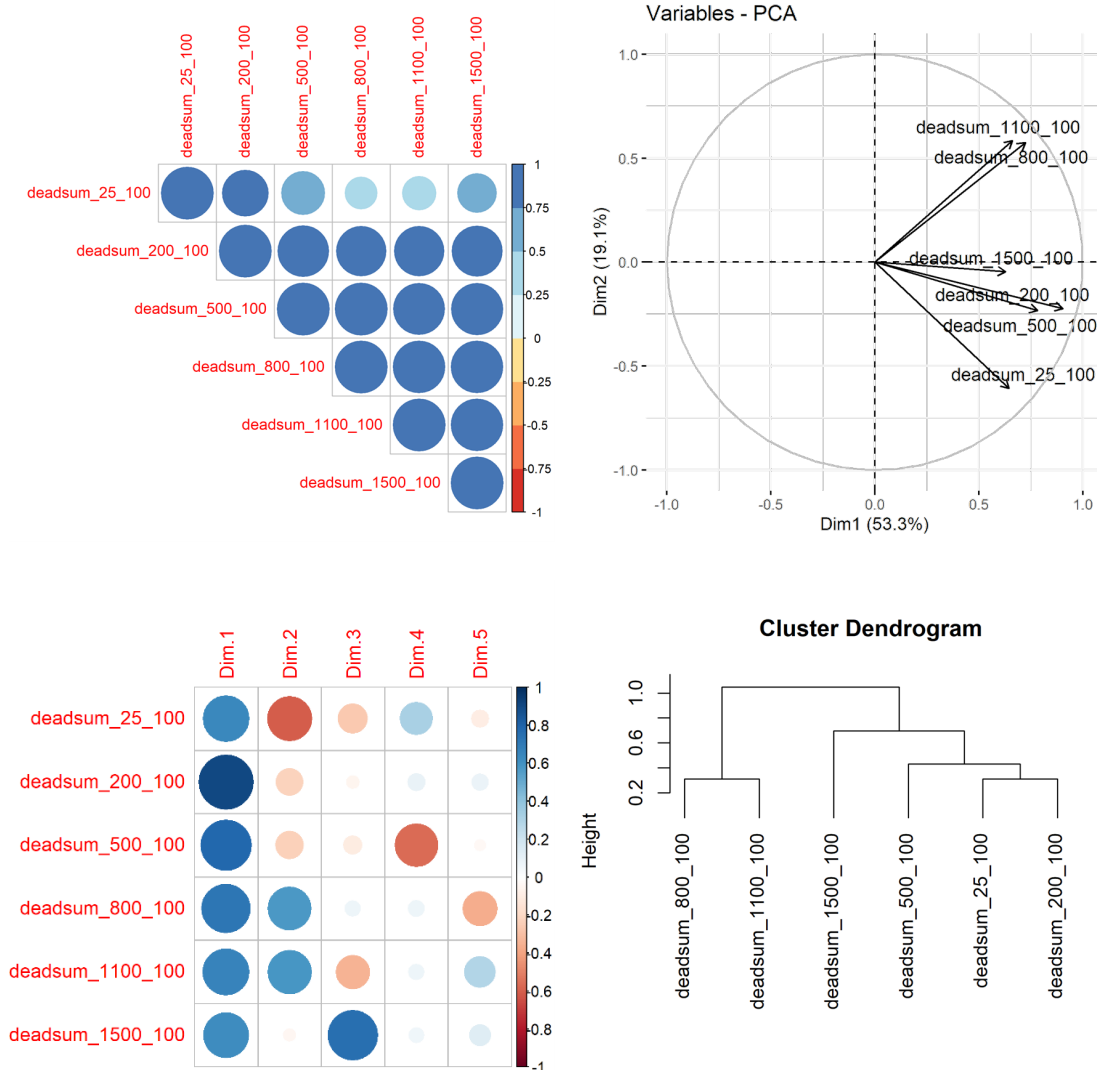 deadsum_25_100
deadsum_200_100
deadsum_500_100
deadsum_800_100
deadsum_1100_100
deadsum_1500_100
deadsum_25_100
deadsum_200_100
deadsum_500_100
deadsum_800_100
deadsum_1100_100
deadsum_1500_100
1
0.75
0.5
0.25
0
-0.25
-0.5
-0.75
-1
Variables - PCA
Dim2 (19.1%)
1.0
0.5
0.0
-0.5
-1.0
deadsum_1100_100
deadsum_800_100
deadsum_1500_100
deadsum_200_100
deadsum_500_100
deadsum_25_100
-1.0 -0.5 0.0 0.5 1.0
Dim1 (53.3%)
Dim.1
Dim.2
Dim.3
Dim.4
Dim.5
deadsum_25_100
deadsum_200_100
deadsum_500_100
deadsum_800_100
deadsum_1100_100
deadsum_1500_100
1
0.8
0.6
0.4
0.2
0
-0.2
-0.4
-0.6
-0.8
-1
Cluster Dendrogram
Height
1.0
0.6
0.2
deadsum_800_100
deadsum_1100_100
deadsum_1500_100
deadsum_500_100
deadsum_25_100
deadsum_200_100